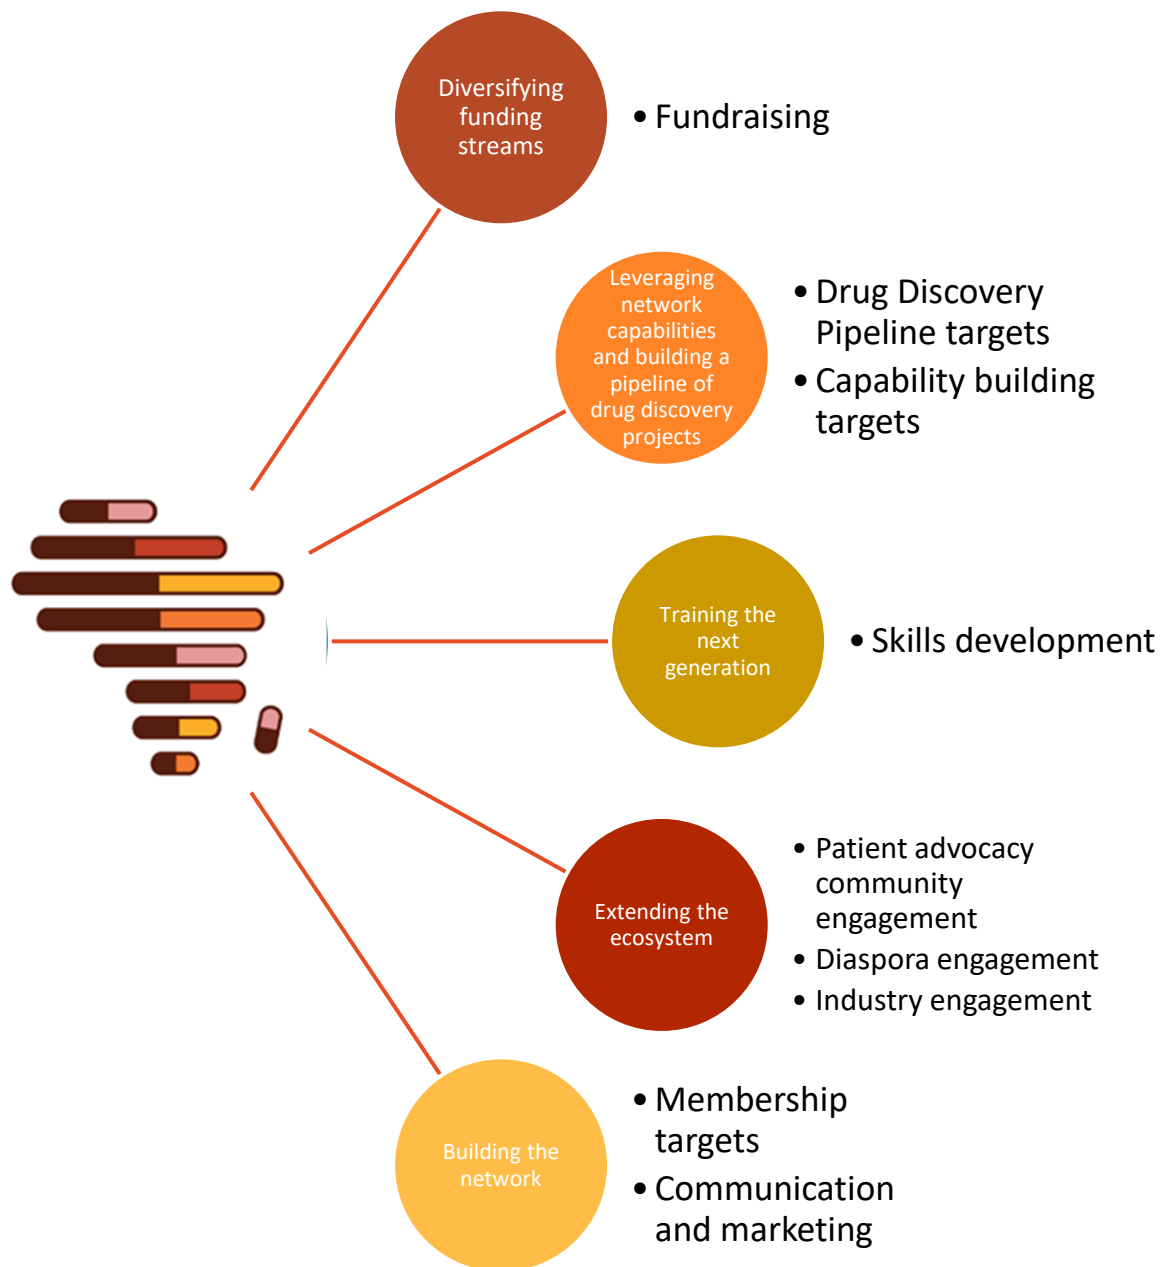 Diversifying
funding
streams
• Fundraising
Leveraging
network
capabilities
and building a
pipeline of
drug discovery
projects
• Drug Discovery
Pipeline targets
• Capability building
targets
Training the
next
generation
• Skills development
Extending the
ecosystem
• Patient advocacy
community
engagement
• Diaspora engagement
• Industry engagement
Building the
network
• Membership
targets
• Communication
and marketing